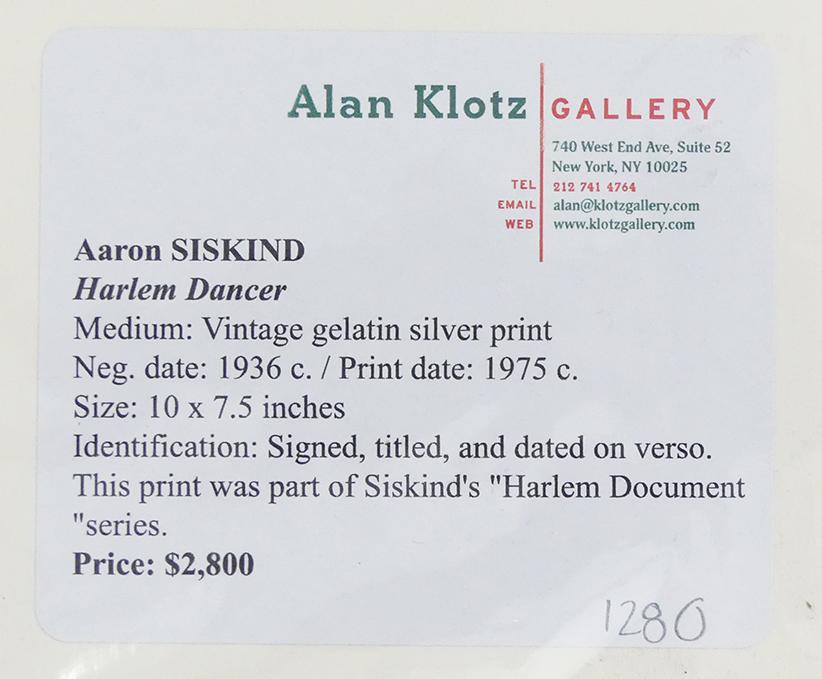 Alan Klotz GALLERY
740 West End Ave, Suite 52
New York, NY 10025
TEL 212 741 4764
EMAIL alan@klotzgallery.com
WEB www.klotzgallery.com
Aaron SISKIND
Harlem Dancer
Medium: Vintage gelatin silver print
Neg. date: 1936 c. / Print date: 1975 c.
Size: 10 x 7.5 inches
Identification: Signed, titled, and dated on verso.
This print was part of Siskind's "Harlem Document
"series.
Price: $2,800
1280